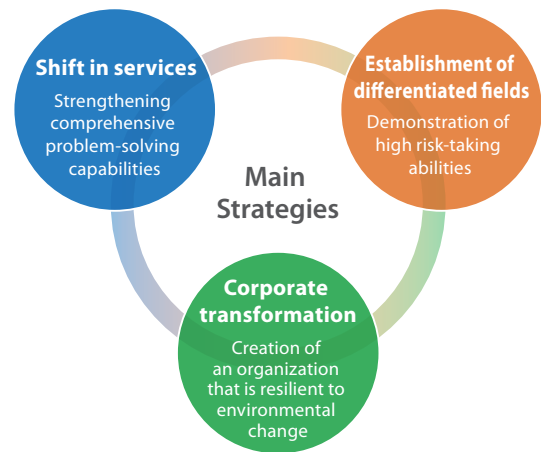 Shift in services
Strengthening
comprehensive
problem-solving
capabilities
Establishment of
differentiated fields
Demonstration of
high risk-taking
abilities
Main
Strategies
Corporate
transformation
Creation of
an organization
that is resilient to
environmental
change